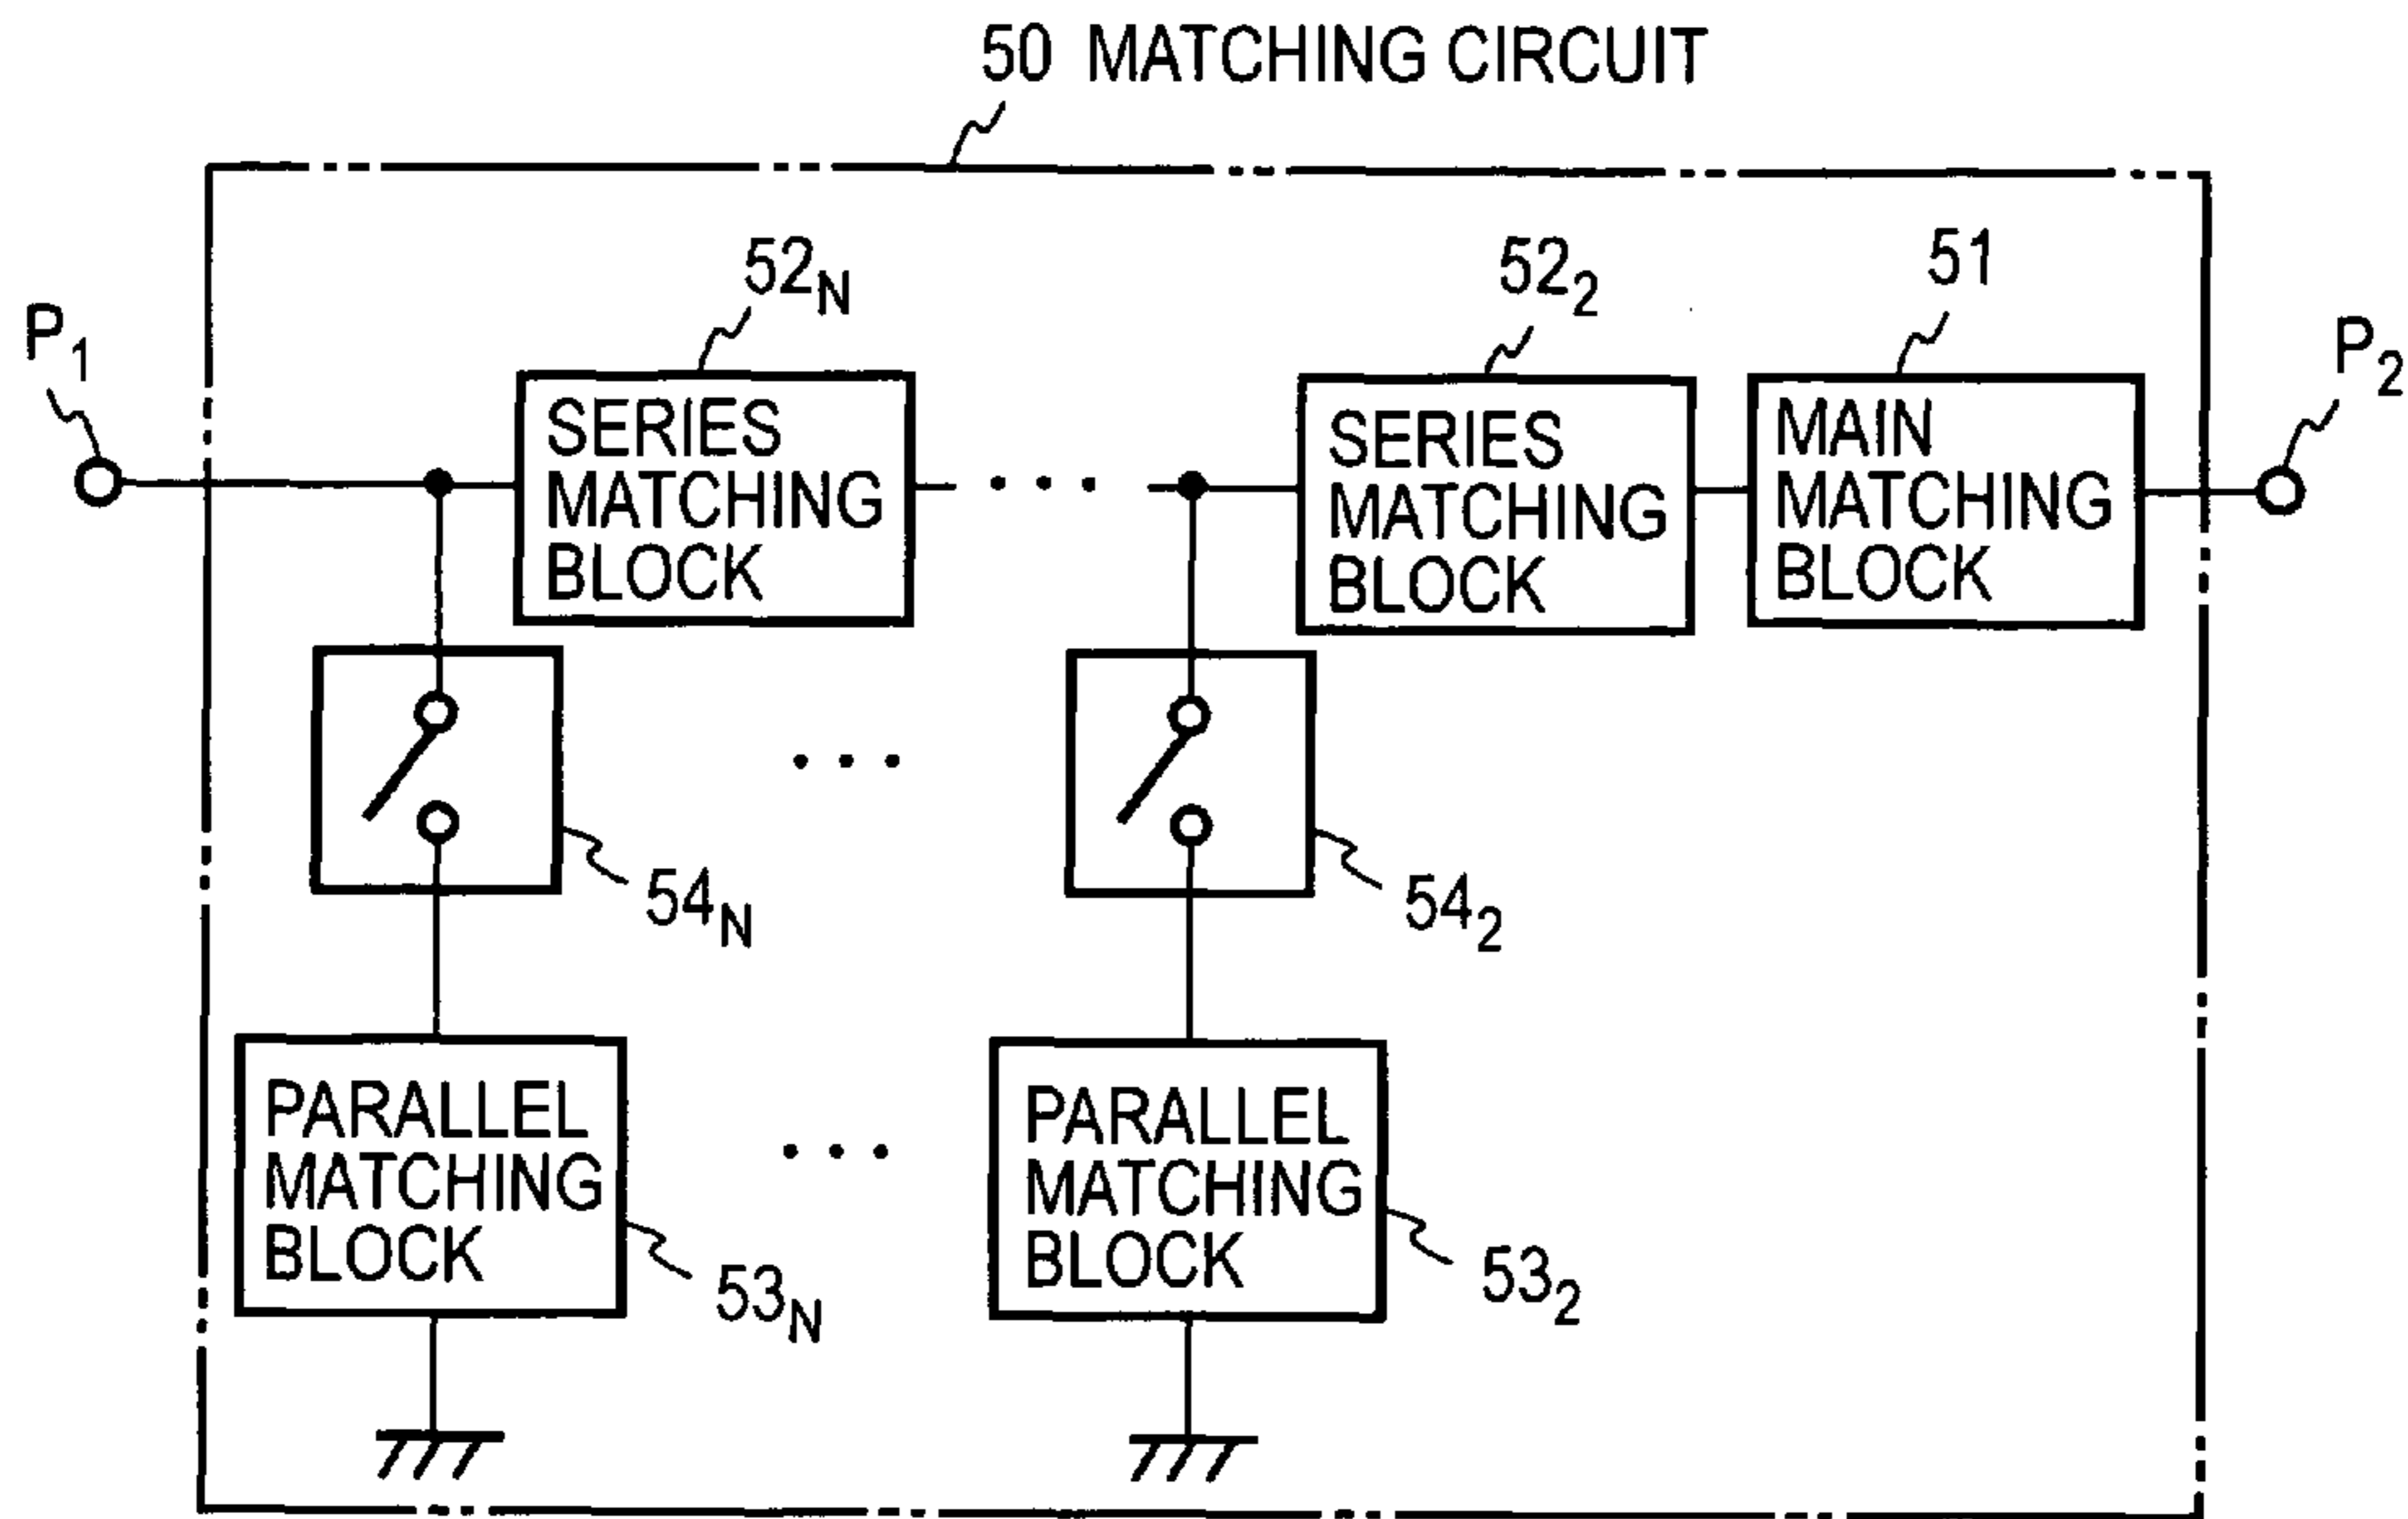 50 MATCHING CIRCUIT
52N
522
51
P1
P2
SERIES
MATCHING
BLOCK
SERIES
MATCHING
BLOCK
MAIN
MATCHING
BLOCK
54N
542
PARALLEL
MATCHING
BLOCK
PARALLEL
MATCHING
BLOCK
53N
532